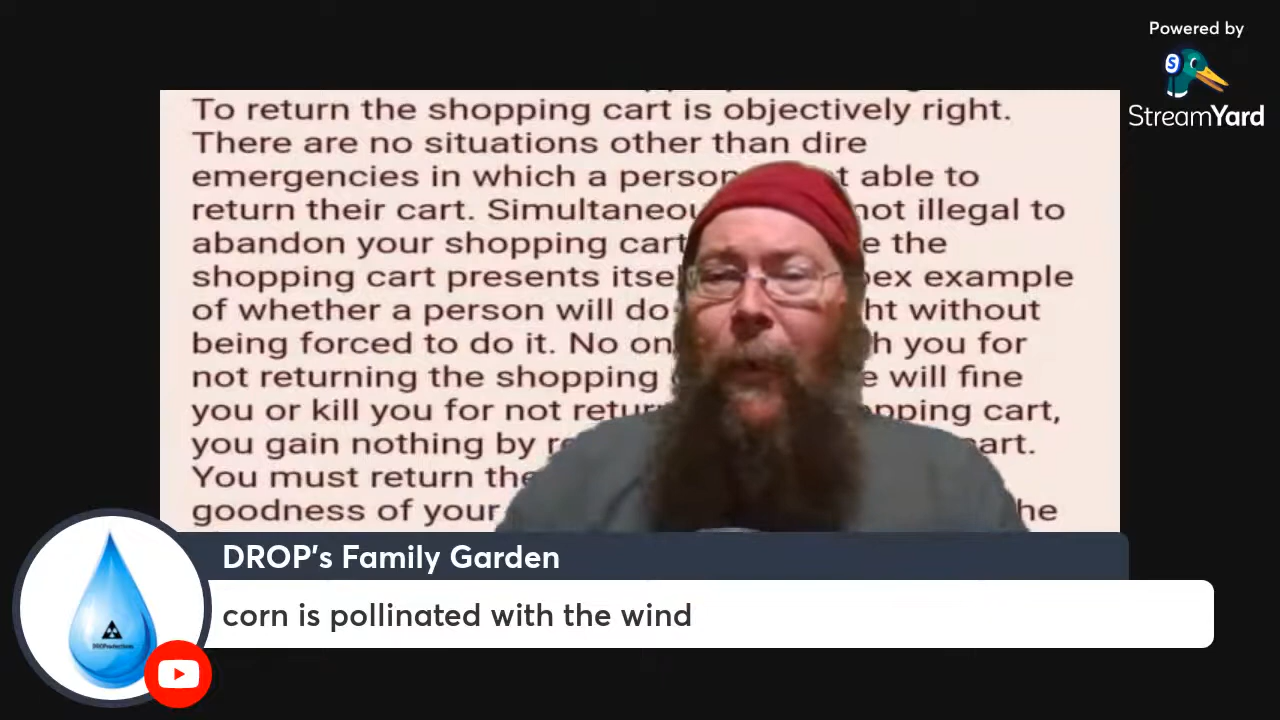 Powered by
StreamYard
To return the shopping cart is objectively right.
There are no situations other than dire
emergencies in which a person able to
return their cart. Simultaneou not illegal to
abandon your shopping cart the
shopping cart presents itsel example
of whether a person will do without
being forced to do it. No on you for
not returning the shopping will fine
you or kill you for not retur cart,
you gain nothing by cart.
You must return the
goodness of your
DROP's Family Garden
corn is pollinated with the wind